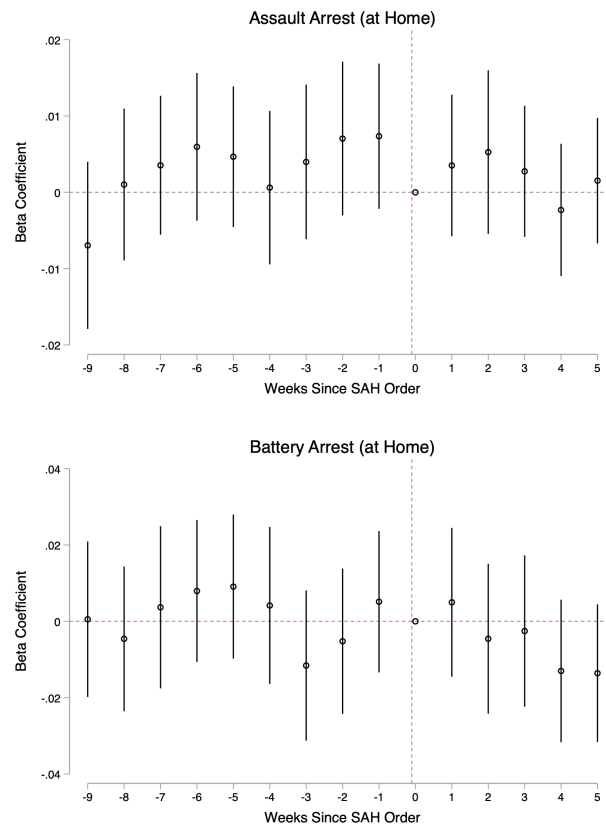 Assault Arrest (at Home)
.02
.01
0
-.01
-.02
Beta Coefficient
-9 -8 -7 -6 -5 -4 -3 -2 -1 0 1 2 3 4 5
Weeks Since SAH Order
Battery Arrest (at Home)
.04
.02
0
-.02
-.04
Beta Coefficient
-9 -8 -7 -6 -5 -4 -3 -2 -1 0 1 2 3 4 5
Weeks Since SAH Order